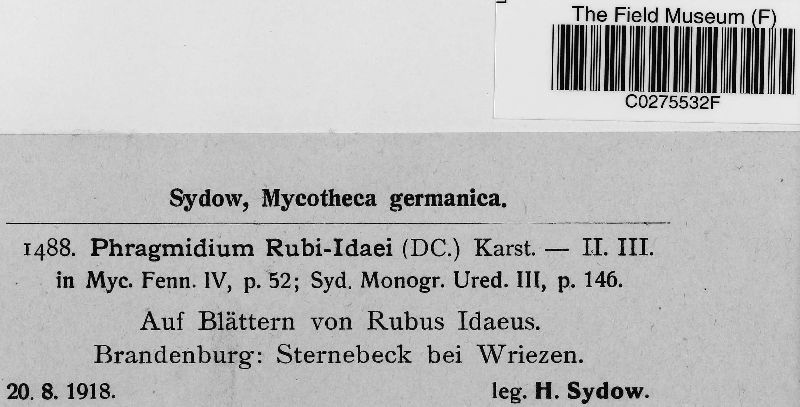 The Field Museum (F)
C0275532F
Sydow, Mycotheca germanica.
1488. Phragmidium Rubi-Idaei (DC.) Karst. — II. III.
in Myc. Fenn. IV, p. 52; Syd. Monogr. Ured. III, p. 146.
Auf Blättern von Rubus Idaeus.
Brandenburg: Sternebeck bei Wriezen.
20. 8. 1918. leg. H. Sydow.